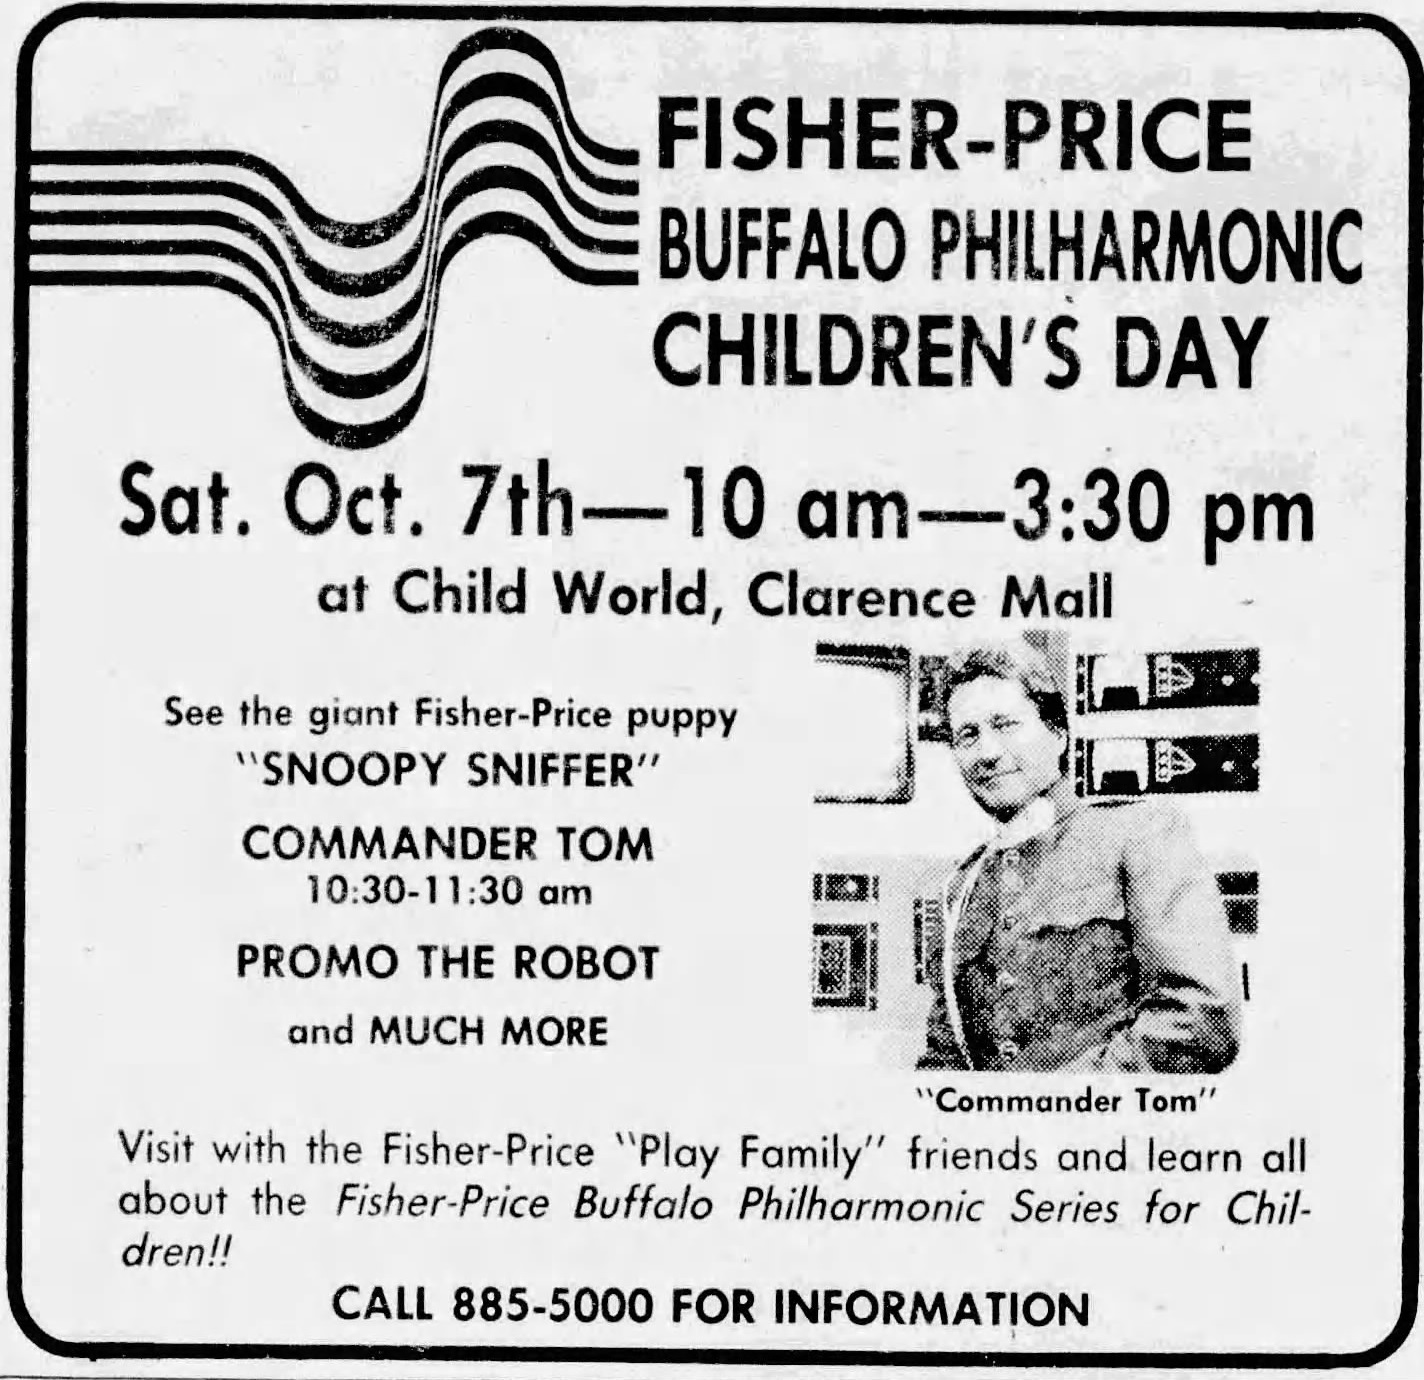 FISHER-PRICE
BUFFALO PHILHARMONIC
CHILDREN'S DAY
Sat. Oct. 7th—10 am—3:30 pm
at Child World, Clarence Mall
See the giant Fisher-Price puppy
"SNOOPY SNIFFER"
COMMANDER TOM
10:30-11:30 am
PROMO THE ROBOT
and MUCH MORE
"Commander Tom"
Visit with the Fisher-Price "Play Family" friends and learn all
about the Fisher-Price Buffalo Philharmonic Series for Chil-
dren!!
CALL 885-5000 FOR INFORMATION